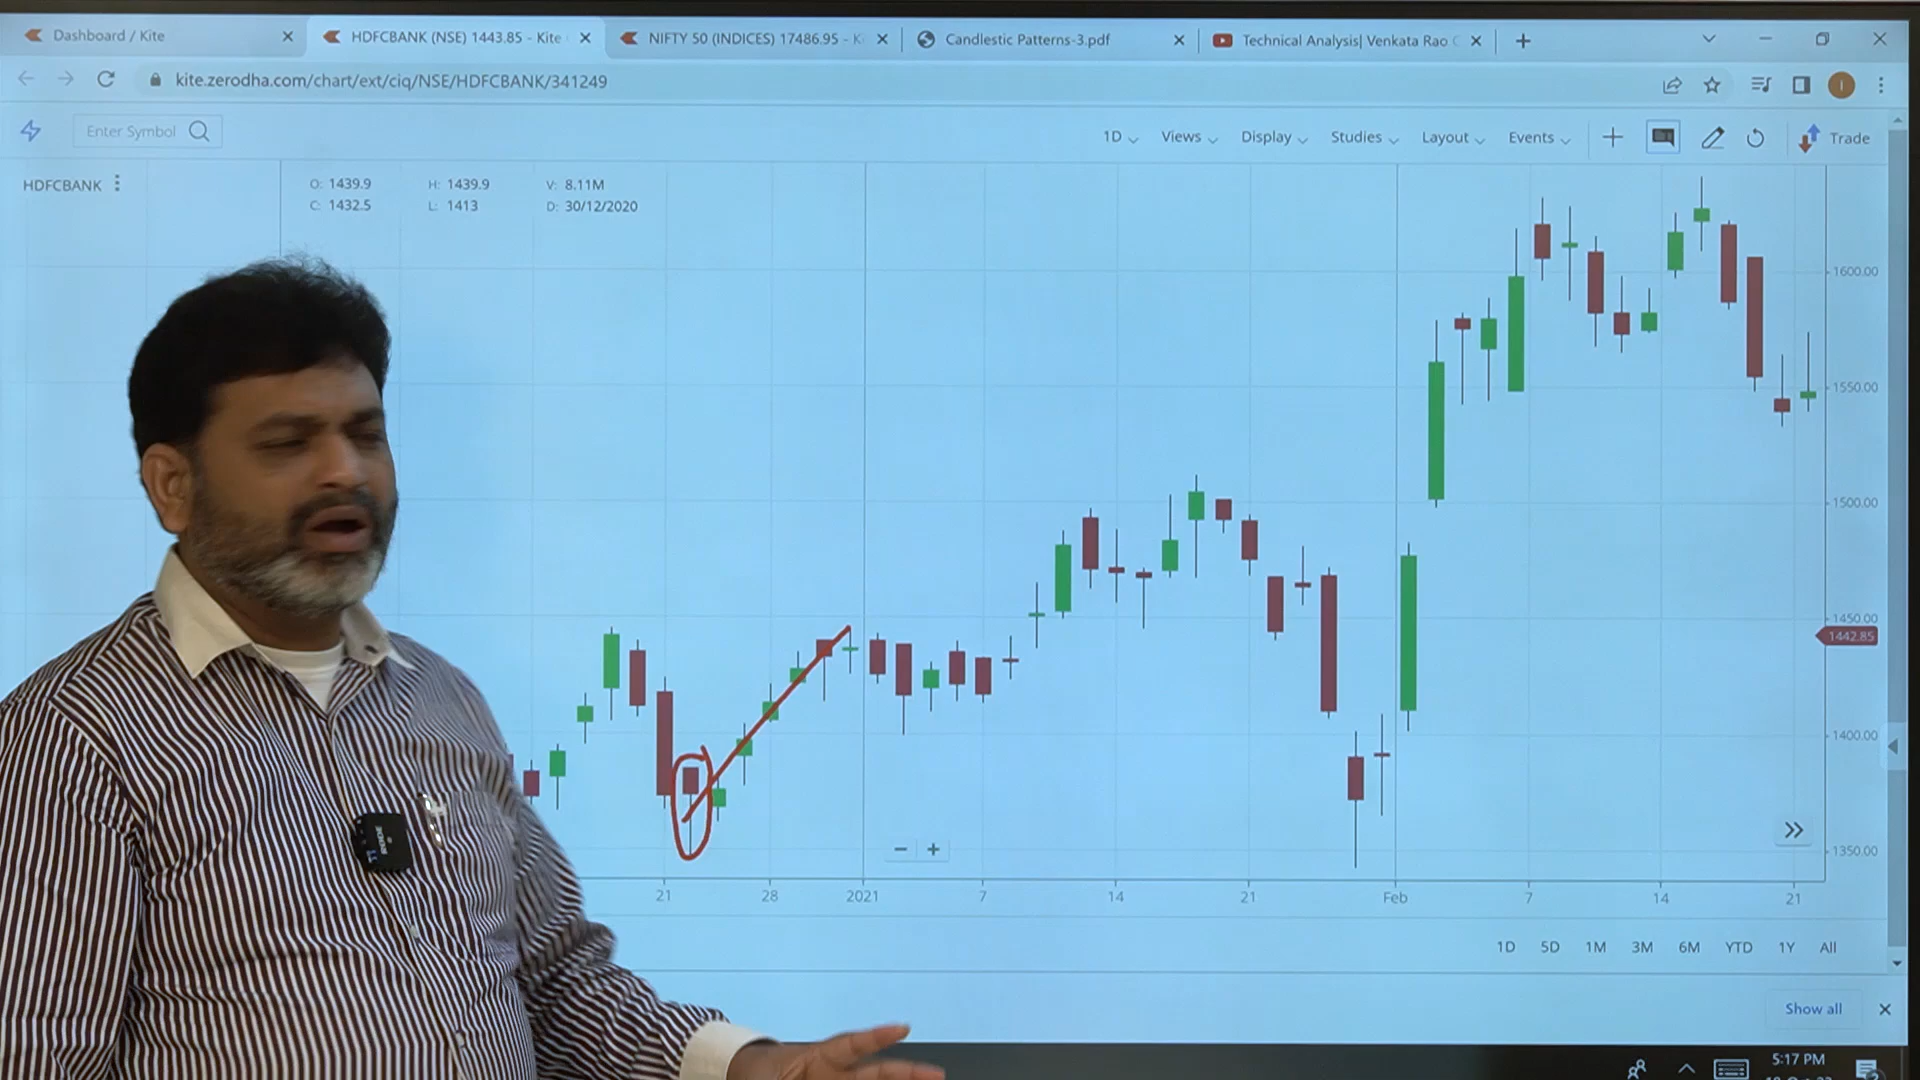 Dashboard / Kite
HDFCBANK (NSE) 1443.85 - Kite
NIFTY 50 (INDICES) 17486.95 - K
Candlestic Patterns-3.pdf
Technical Analysis| Venkata Rao
kite.zerodha.com/chart/ext/ciq/NSE/HDFCBANK/341249
Enter Symbol
1D Views Display Studies Layout Events Trade
HDFCBANK
O: 1439.9 H: 1439.9 V: 8.11M
C: 1432.5 L: 1413 D: 30/12/2020
1600.00
1550.00
1500.00
1450.00
1442.85
1400.00
1350.00
21 28 2021 7 14 21 Feb 7 14 21
1D 5D 1M 3M 6M YTD 1Y All
Show all
RODE
5:17 PM